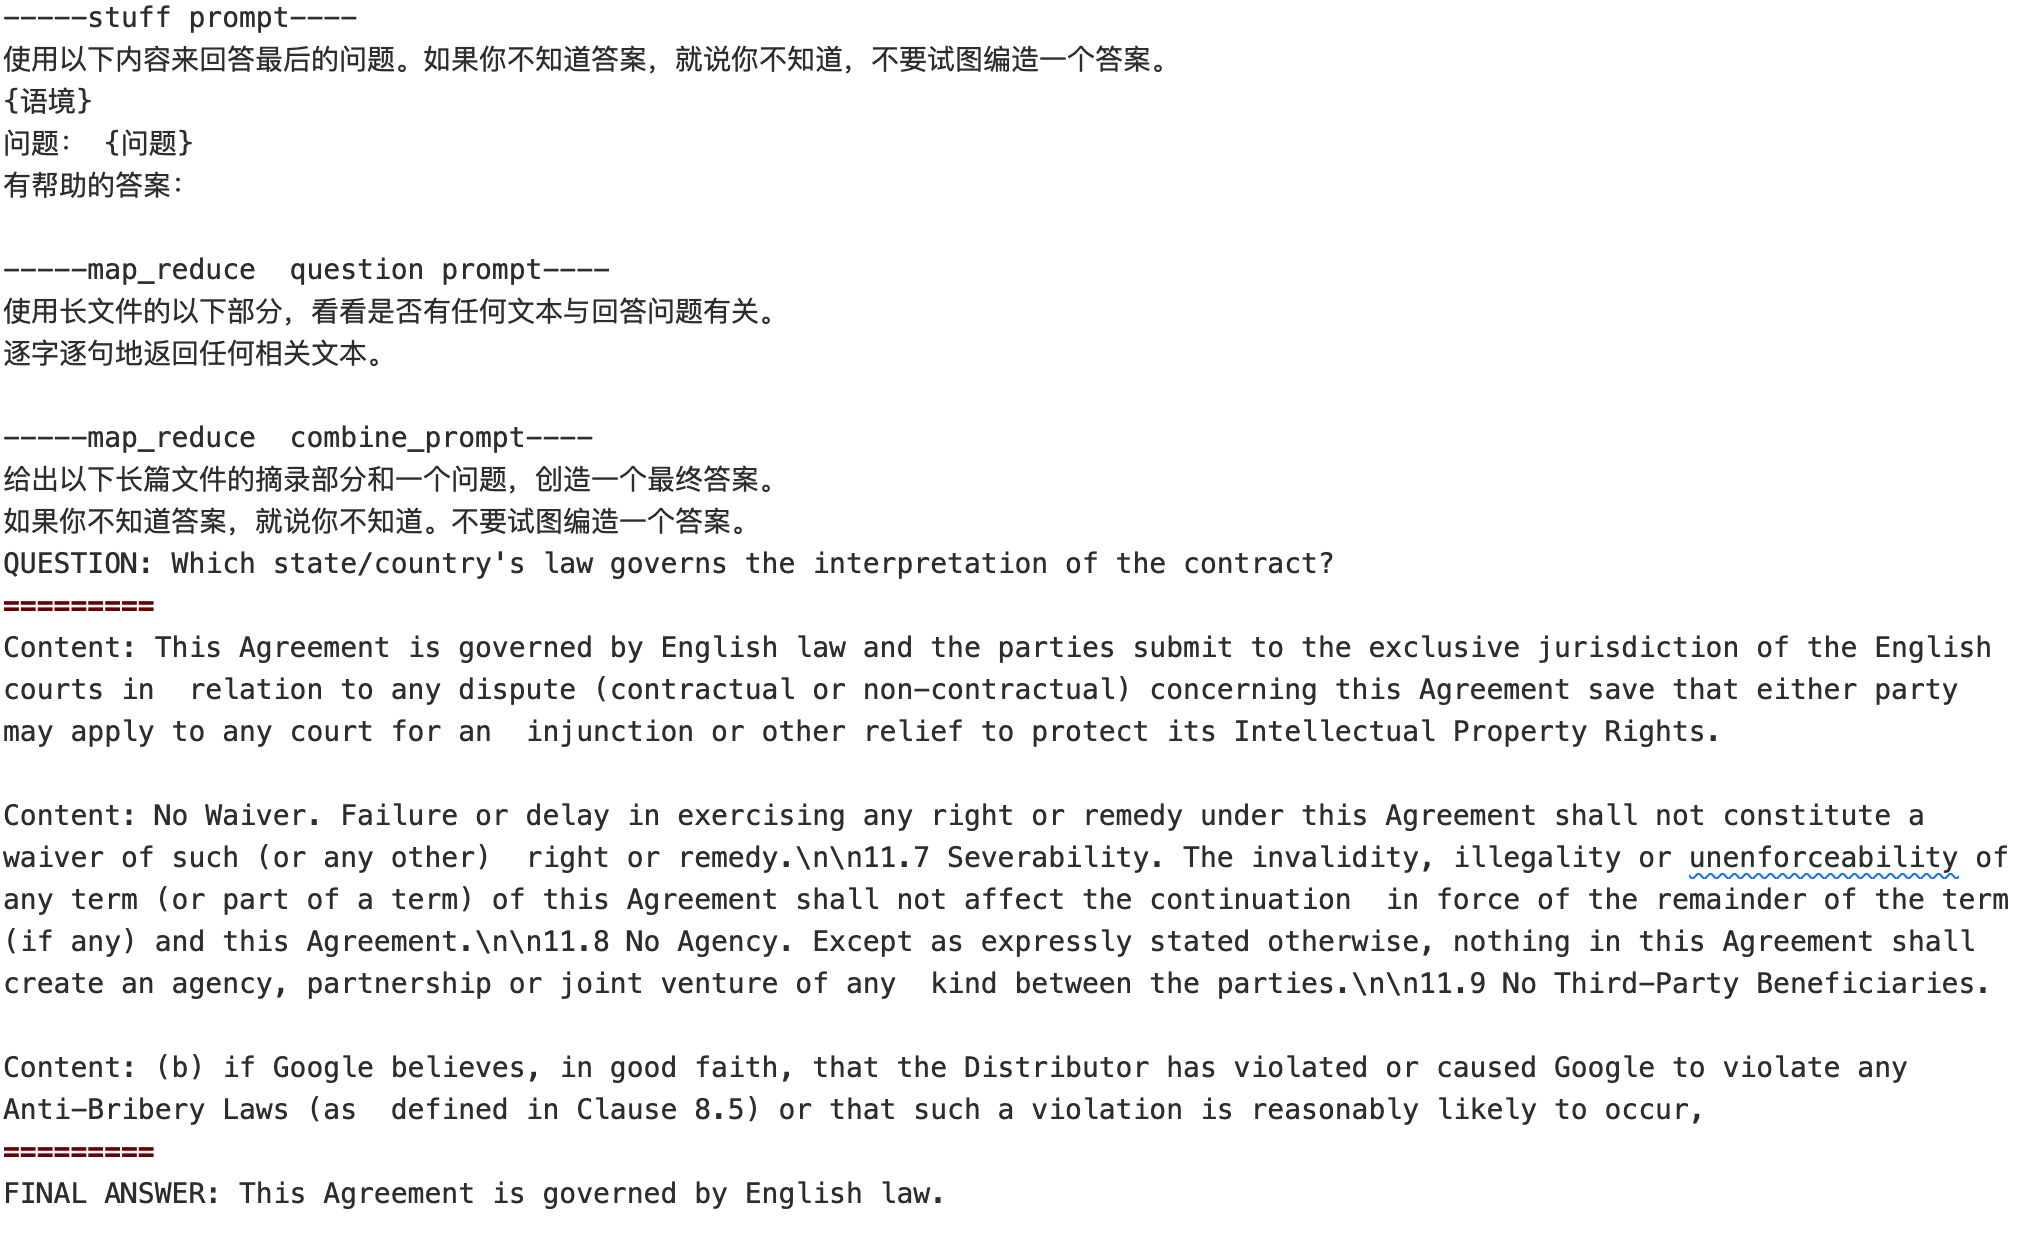 -----stuff prompt----
使用以下内容来回答最后的问题。如果你不知道答案，就说你不知道，不要试图编造一个答案。
{语境}
问题： {问题}
有帮助的答案：
-----map_reduce  question prompt----
使用长文件的以下部分，看看是否有任何文本与回答问题有关。
逐字逐句地返回任何相关文本。
-----map_reduce  combine_prompt----
给出以下长篇文件的摘录部分和一个问题，创造一个最终答案。
如果你不知道答案，就说你不知道。不要试图编造一个答案。
QUESTION: Which state/country's law governs the interpretation of the contract?
=========
Content: This Agreement is governed by English law and the parties submit to the exclusive jurisdiction of the English
courts in  relation to any dispute (contractual or non-contractual) concerning this Agreement save that either party
may apply to any court for an  injunction or other relief to protect its Intellectual Property Rights.
Content: No Waiver. Failure or delay in exercising any right or remedy under this Agreement shall not constitute a
waiver of such (or any other)  right or remedy.\n\n11.7 Severability. The invalidity, illegality or unenforceability of
any term (or part of a term) of this Agreement shall not affect the continuation  in force of the remainder of the term
(if any) and this Agreement.\n\n11.8 No Agency. Except as expressly stated otherwise, nothing in this Agreement shall
create an agency, partnership or joint venture of any  kind between the parties.\n\n11.9 No Third-Party Beneficiaries.
Content: (b) if Google believes, in good faith, that the Distributor has violated or caused Google to violate any
Anti-Bribery Laws (as  defined in Clause 8.5) or that such a violation is reasonably likely to occur,
=========
FINAL ANSWER: This Agreement is governed by English law.